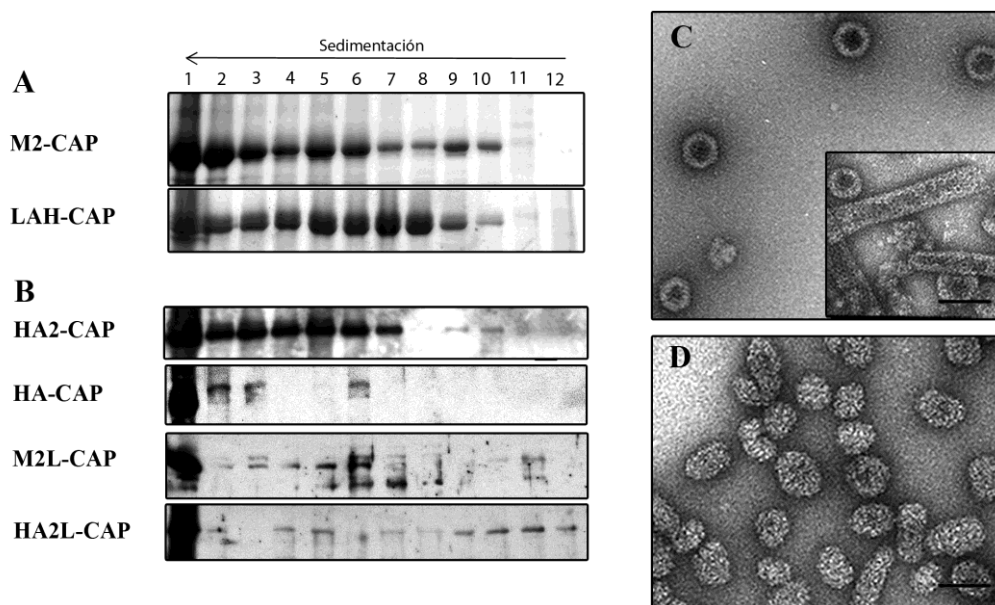 Sedimentación
1 2 3 4 5 6 7 8 9 10 11 12
A
M2-CAP
LAH-CAP
B
HA2-CAP
HA-CAP
M2L-CAP
HA2L-CAP
C
D